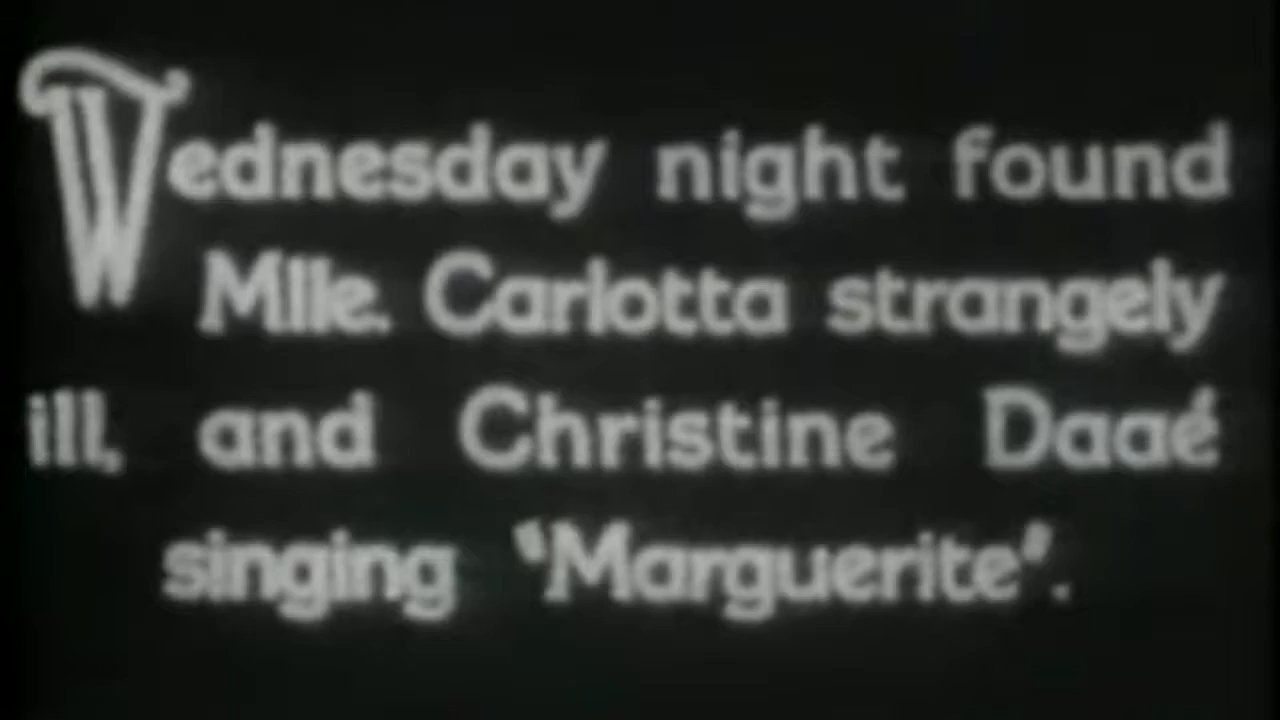 Wednesday night found
Mlle. Carlotta strangely
ill, and Christine Daaé
singing "Marguerite".